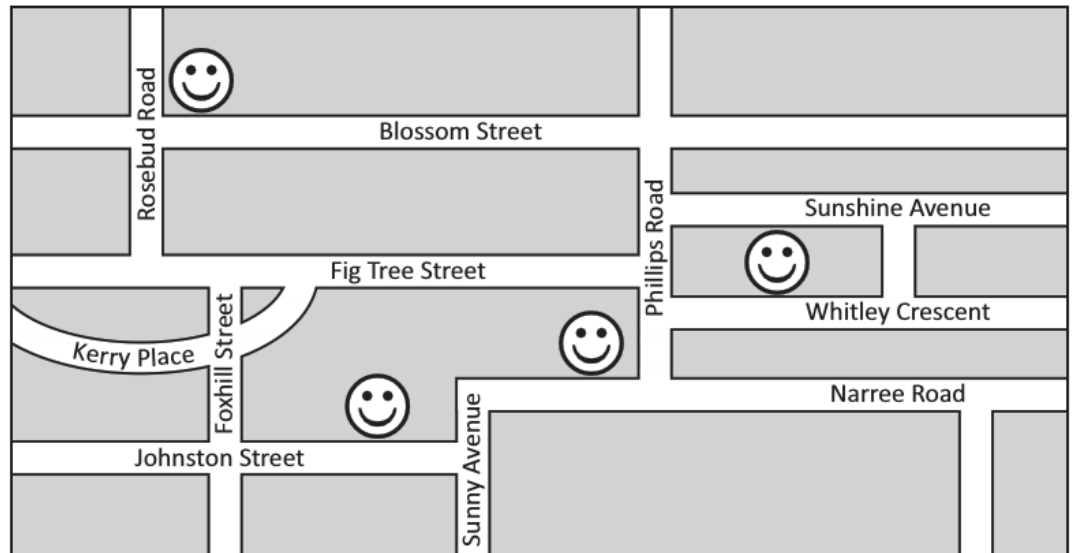 Rosebud Road
Blossom Street
Phillips Road
Sunshine Avenue
Fig Tree Street
Whitley Crescent
Kerry Place
Foxhill Street
Narree Road
Johnston Street
Sunny Avenue